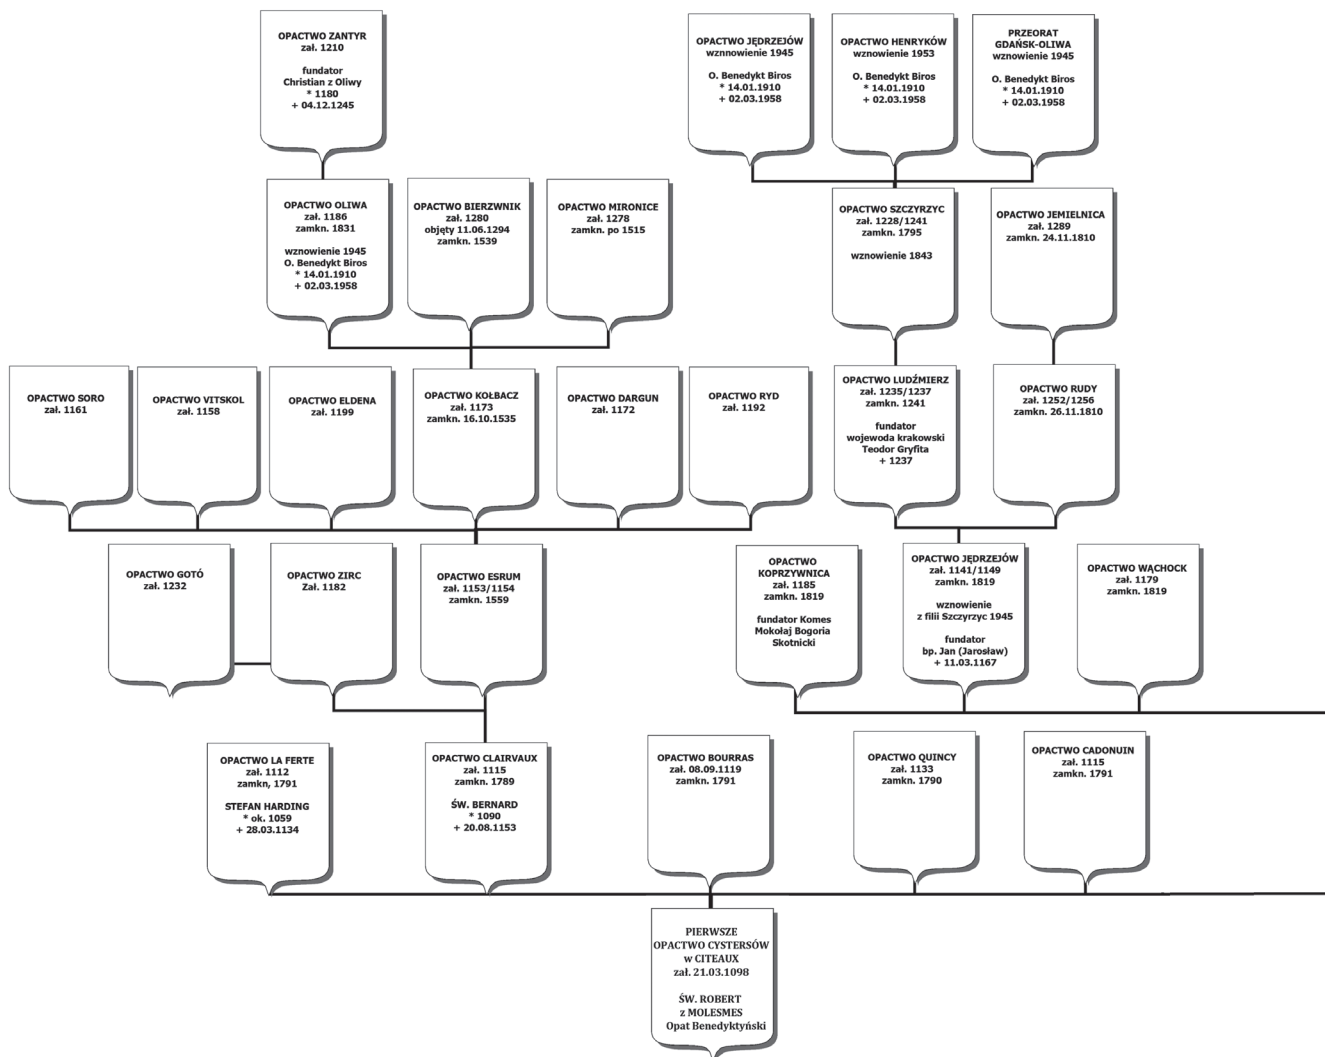 OPACTWO ZANTYR
zał. 1210
fundator
Christian z Oliwy
* 1180
+ 04.12.1245
OPACTWO JĘDRZEJÓW
wznnowienie 1945
O. Benedykt Biros
* 14.01.1910
+ 02.03.1958
OPACTWO HENRYKÓW
wznowienie 1953
O. Benedykt Biros
* 14.01.1910
+ 02.03.1958
PRZEORAT
GDAŃSK-OLIWA
wznowienie 1945
O. Benedykt Biros
* 14.01.1910
+ 02.03.1958
OPACTWO OLIWA
zał. 1186
zamkn. 1831
wznowienie 1945
O. Benedykt Biros
* 14.01.1910
+ 02.03.1958
OPACTWO BIERZWNIK
zał. 1280
objęty 11.06.1294
zamkn. 1539
OPACTWO MIRONICE
zał. 1278
zamkn. po 1515
OPACTWO SZCZYRZYC
zał. 1228/1241
zamkn. 1795
wznowienie 1843
OPACTWO JEMIELNICA
zał. 1289
zamkn. 24.11.1810
OPACTWO SORO
zał. 1161
OPACTWO VITSKOL
zał. 1158
OPACTWO ELDENA
zał. 1199
OPACTWO KOŁBACZ
zał. 1173
zamkn. 16.10.1535
OPACTWO DARGUN
zał. 1172
OPACTWO RYD
zał. 1192
OPACTWO LUDŹMIERZ
zał. 1235/1237
zamkn. 1241
fundator
wojewoda krakowski
Teodor Gryfita
+ 1237
OPACTWO RUDY
zał. 1252/1256
zamkn. 26.11.1810
OPACTWO GOTÓ
zał. 1232
OPACTWO ZIRC
Zał. 1182
OPACTWO ESRUM
zał. 1153/1154
zamkn. 1559
OPACTWO
KOPRZYWNICA
zał. 1185
zamkn. 1819
fundator Komes
Mokołaj Bogoria
Skotnicki
OPACTWO JĘDRZEJÓW
zał. 1141/1149
zamkn. 1819
wznowienie
z filii Szczyrzyc 1945
fundator
bp. Jan (Jarosław)
+ 11.03.1167
OPACTWO WĄCHOCK
zał. 1179
zamkn. 1819
OPACTWO LA FERTE
zał. 1112
zamkn, 1791
STEFAN HARDING
* ok. 1059
+ 28.03.1134
OPACTWO CLAIRVAUX
zał. 1115
zamkn. 1789
ŚW. BERNARD
* 1090
+ 20.08.1153
OPACTWO BOURRAS
zał. 08.09.1119
zamkn. 1791
OPACTWO QUINCY
zał. 1133
zamkn. 1790
OPACTWO CADONUIN
zał. 1115
zamkn. 1791
PIERWSZE
OPACTWO CYSTERSÓW
w CITEAUX
zał. 21.03.1098
ŚW. ROBERT
z MOLESMES
Opat Benedyktyński